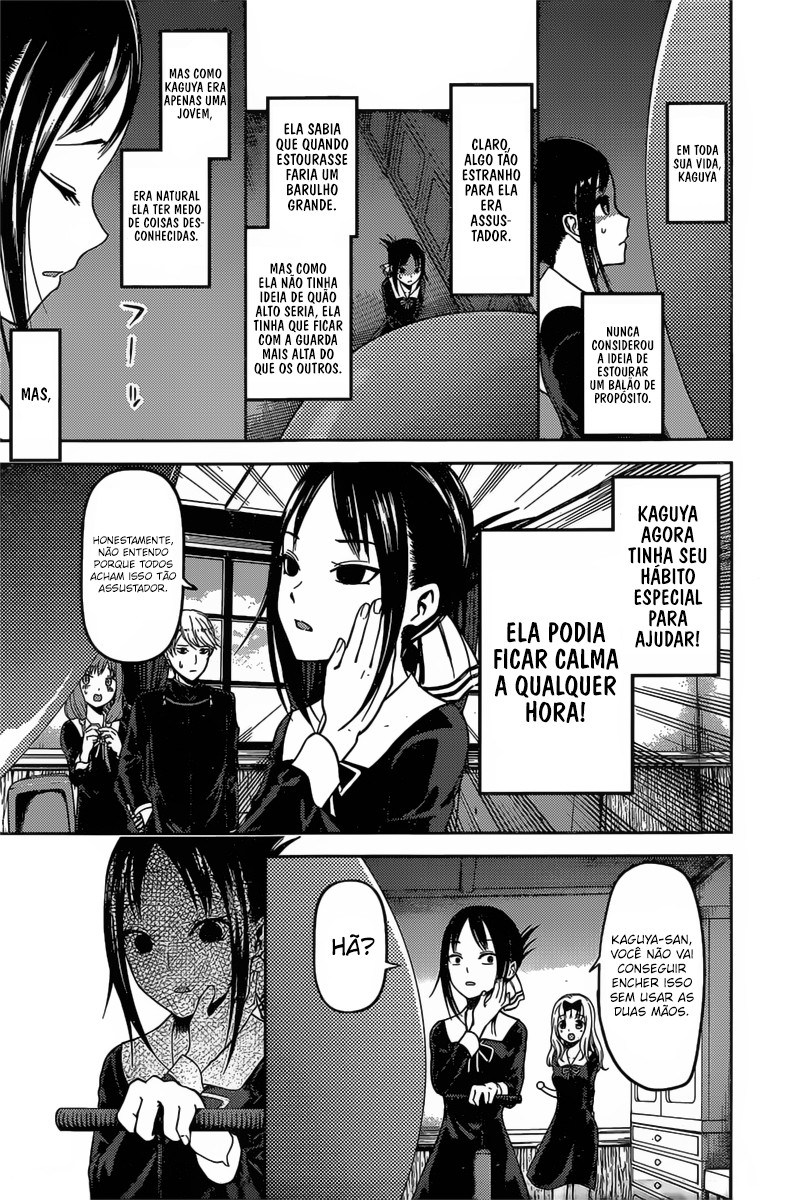 EM TODA
SUA VIDA,
KAGUYA
NUNCA
CONSIDEROU
A IDEIA DE
ESTOURAR
UM BALÃO DE
PROPÓSITO.
CLARO,
ALGO TÃO
ESTRANHO
PARA ELA
ERA
ASSUS-
TADOR.
ELA SABIA
QUE QUANDO
ESTOURASSE
FARIA UM
BARULHO
GRANDE.
MAS COMO
ELA NÃO TINHA
IDEIA DE QUÃO
ALTO SERIA, ELA
TINHA QUE FICAR
COM A GUARDA
MAIS ALTA DO
QUE OS OUTROS.
MAS COMO
KAGUYA ERA
APENAS UMA
JOVEM,
ERA NATURAL
ELA TER MEDO
DE COISAS DES-
CONHECIDAS.
MAS,
KAGUYA
AGORA
TINHA SEU
HÁBITO
ESPECIAL
PARA
AJUDAR!
ELA PODIA
FICAR CALMA
A QUALQUER
HORA!
HONESTAMENTE,
NÃO ENTENDO
PORQUE TODOS
ACHAM ISSO TÃO
ASSUSTADOR.
KAGUYA-SAN,
VOCÊ NÃO VAI
CONSEGUIR
ENCHER ISSO
SEM USAR AS
DUAS MÃOS.
HÃ?